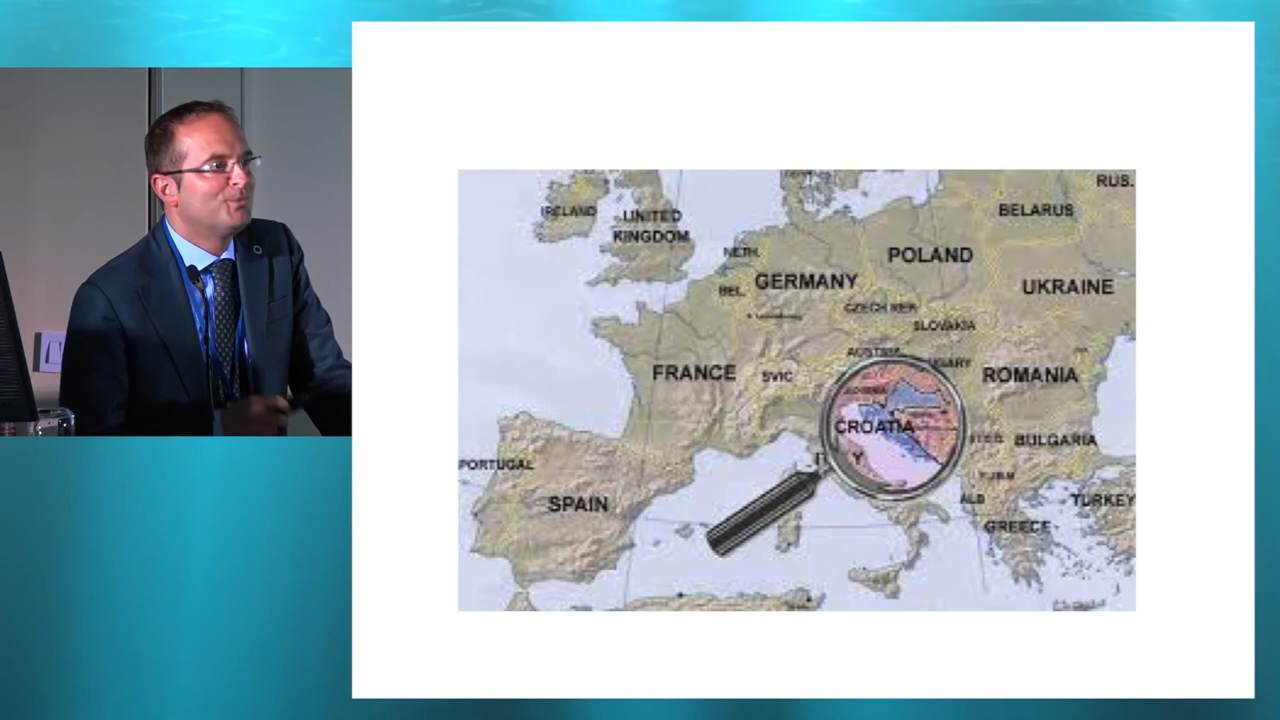 RUS.
IRELAND
UNITED
KINGDOM
BELARUS
NETH.
POLAND
BEL.
GERMANY
UKRAINE
CZECH REP.
SLOVAKIA
AUSTRIA
FRANCE
SVIC
ROMANIA
CROATIA
BULGARIA
PORTUGAL
Y
SPAIN
ALB
TURKEY
GREECE